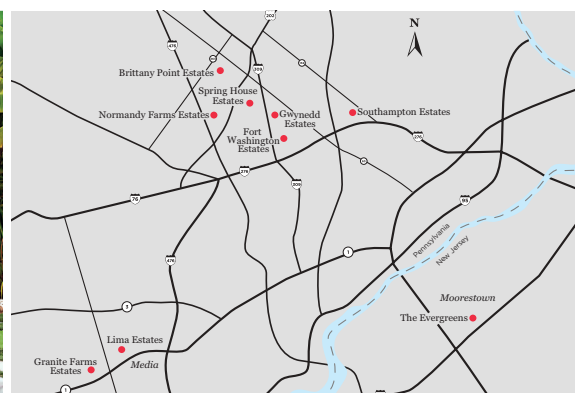 N
202
476
309
Brittany Point Estates
Spring House
Estates
Normandy Farms Estates
Gwynedd
Estates
Southampton Estates
Fort
Washington
Estates
276
276
309
76
95
Pennsylvania
New Jersey
1
476
Moorestown
The Evergreens
3
Lima Estates
Media
Granite Farms
Estates
1